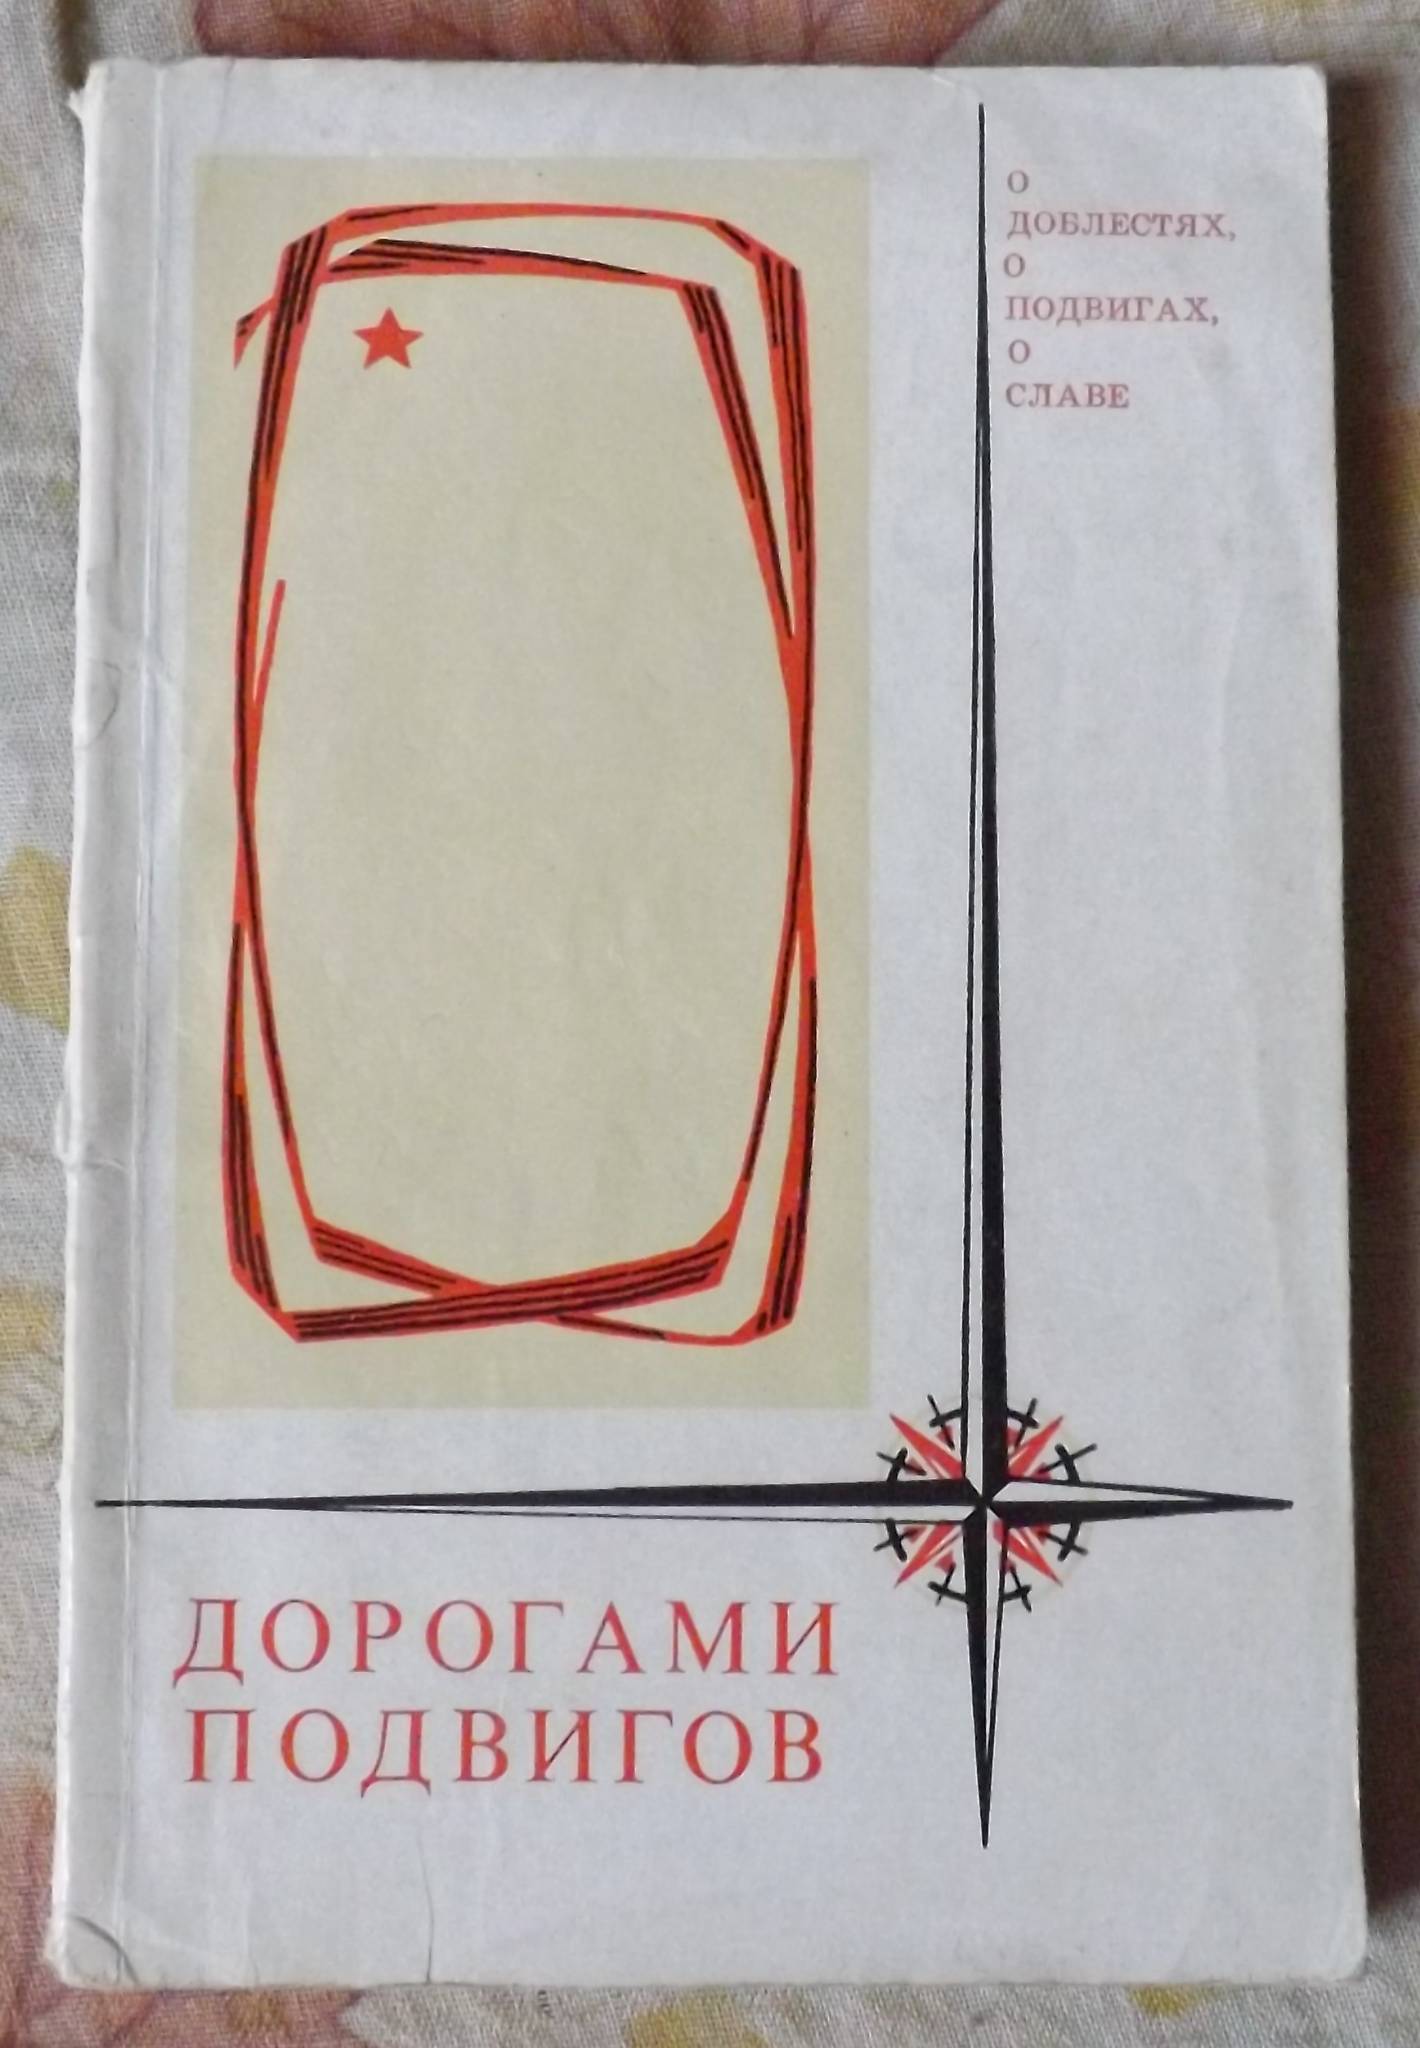 О
ДОБЛЕСТЯХ,
О
ПОДВИГАХ,
О
СЛАВЕ
ДОРОГАМИ
ПОДВИГОВ